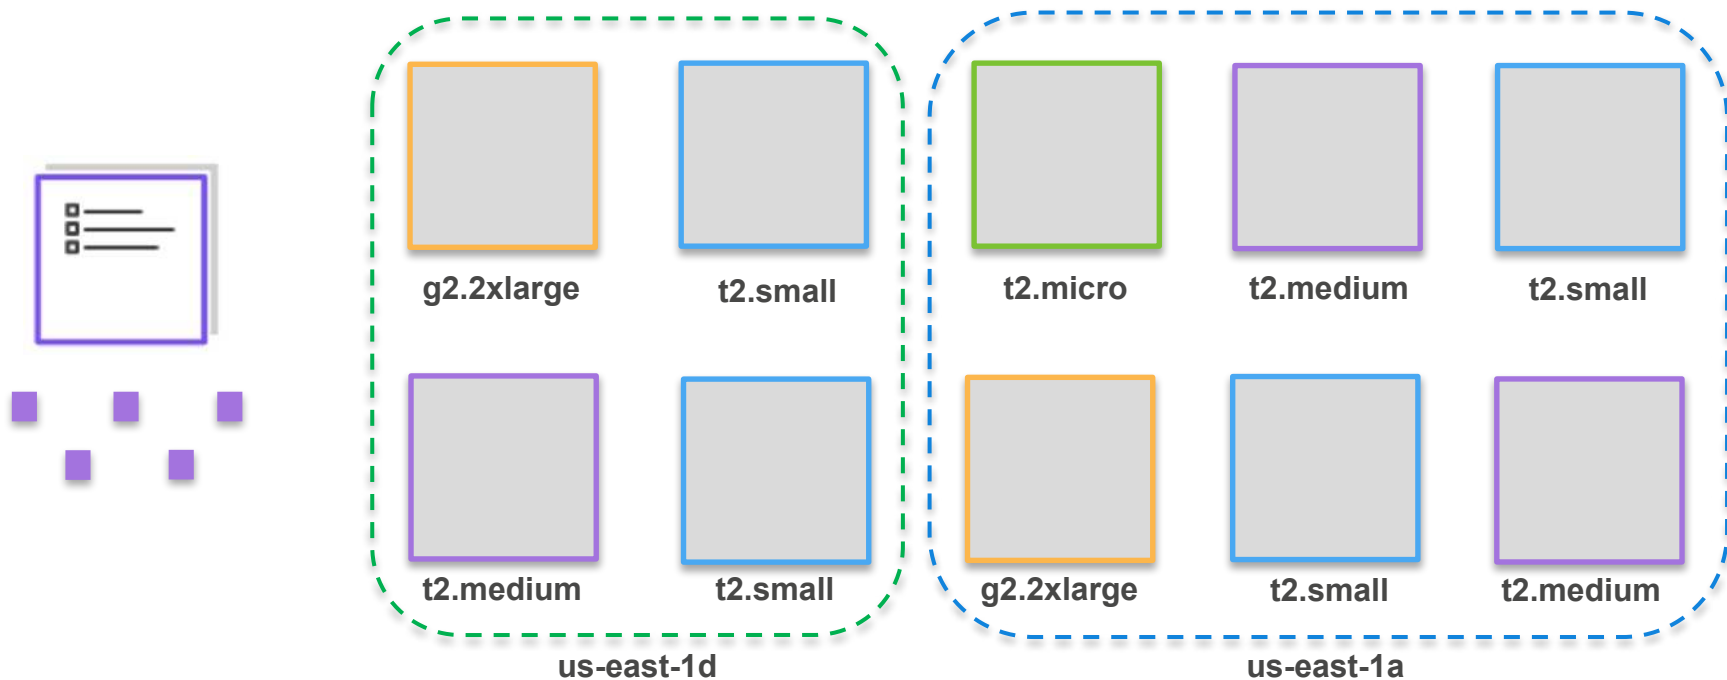 g2.2xlarge
t2.small
t2.micro
t2.medium
t2.small
t2.medium
t2.small
g2.2xlarge
t2.small
t2.medium
us-east-1d
us-east-1a